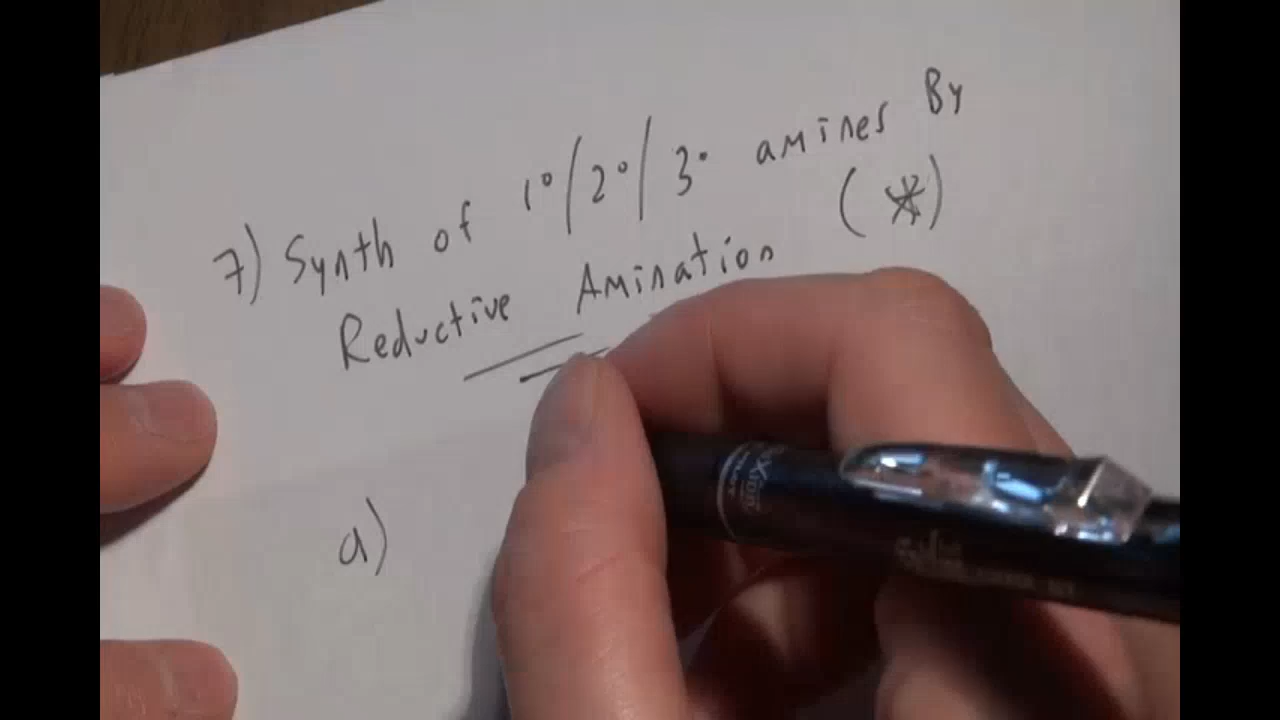 7) Synth of 1°/2°/3° amines By
Reductive Amination (*)
a)